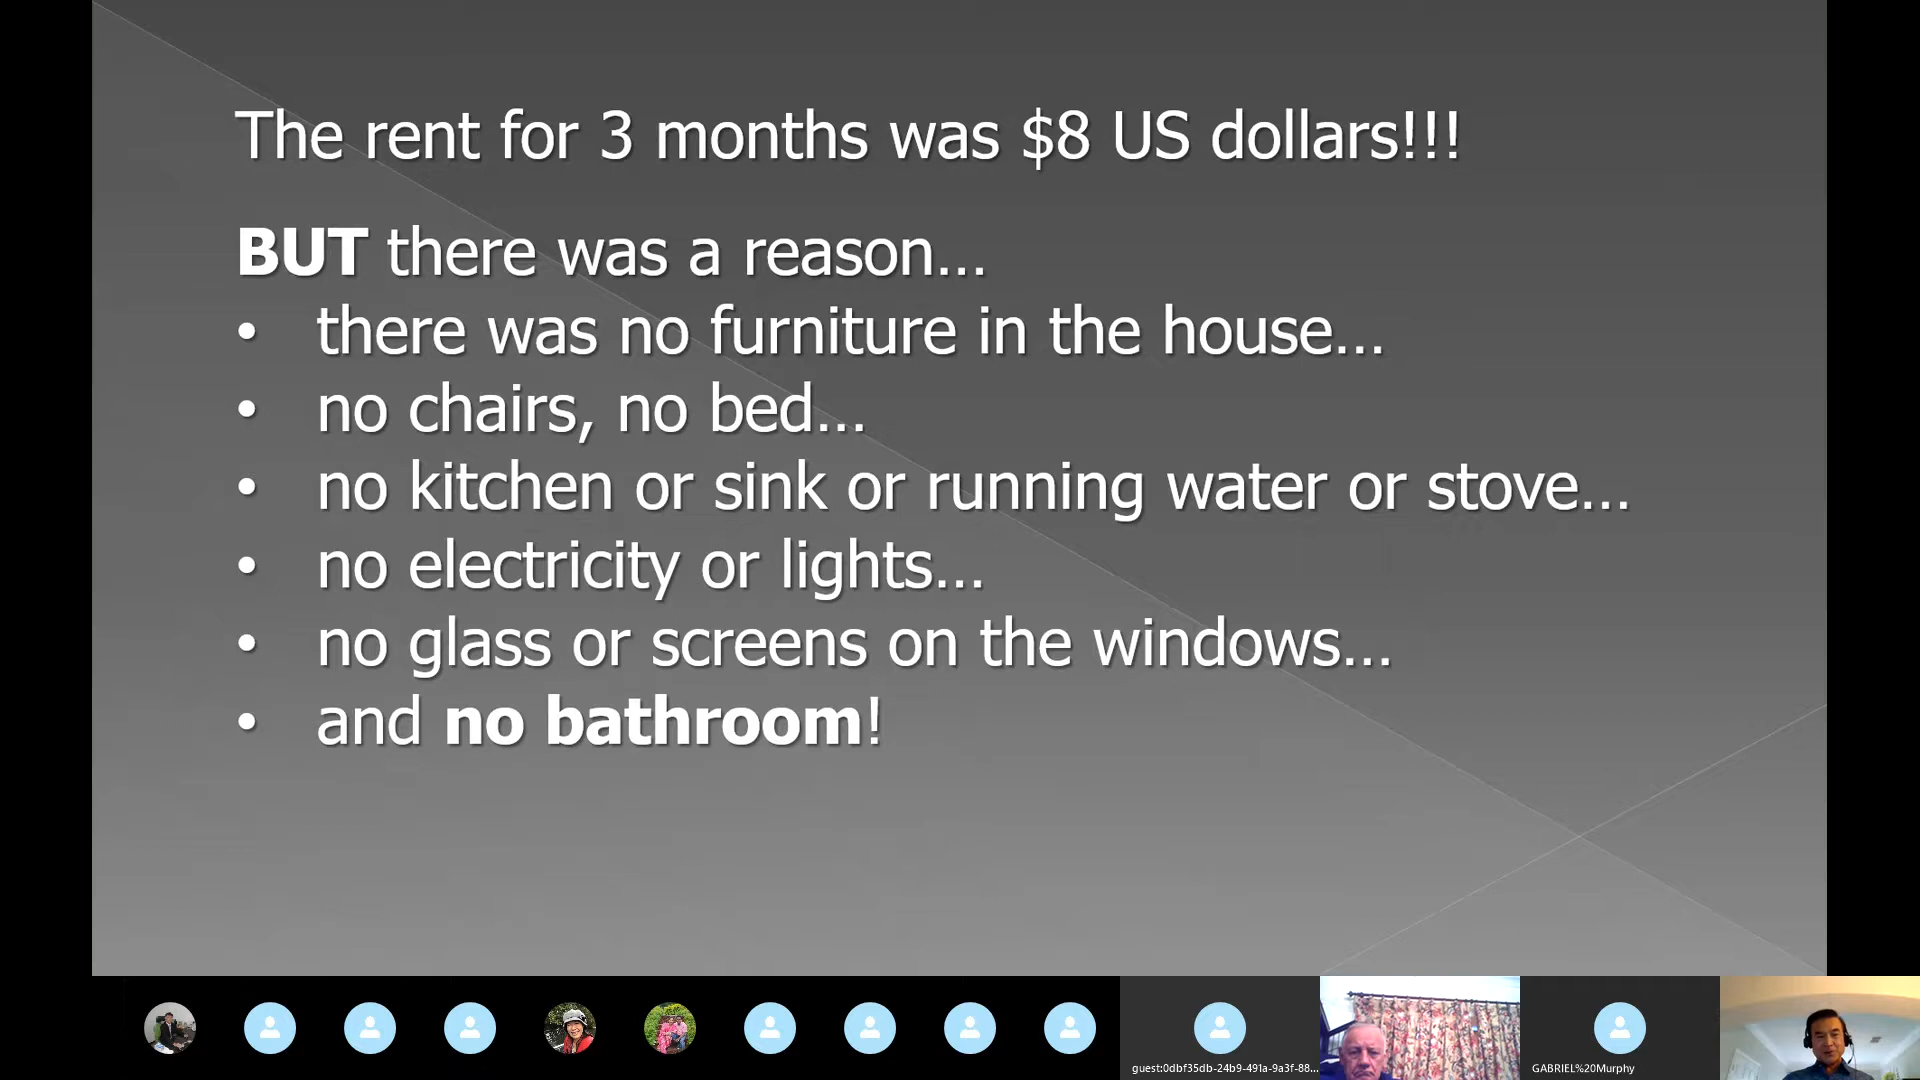 The rent for 3 months was $8 US dollars!!!
BUT there was a reason...
• there was no furniture in the house...
• no chairs, no bed...
• no kitchen or sink or running water or stove...
• no electricity or lights...
• no glass or screens on the windows...
• and no bathroom!
guest:0dbf35db-24b9-491a-9a3f-88...
GABRIEL%20Murphy